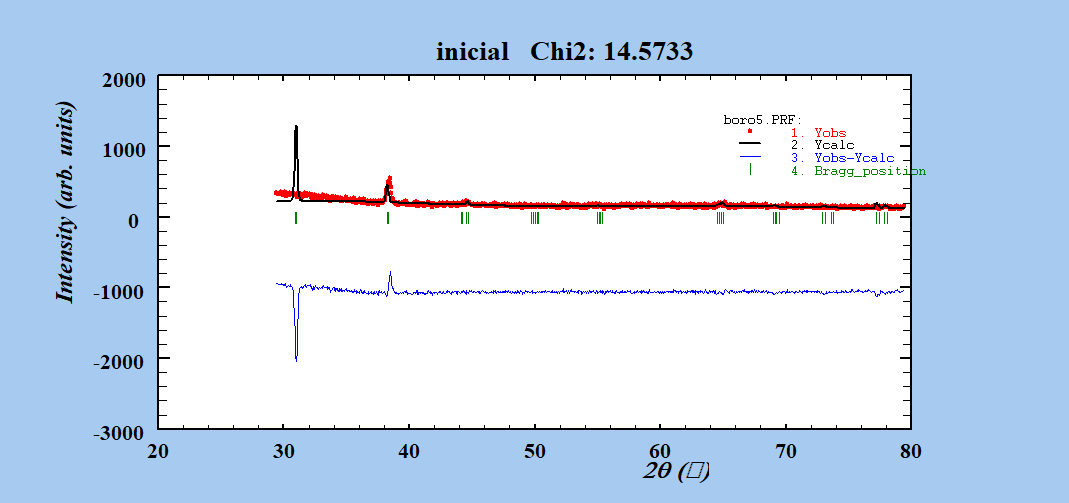 inicial Chi2: 14.5733
2000
1000
0
-1000
-2000
-3000
Intensity (arb. units)
boro5.PRF:
1. Yobs
2. Ycalc
3. Yobs-Ycalc
4. Bragg_position
20 30 40 50 60 70 80
2θ (▯)